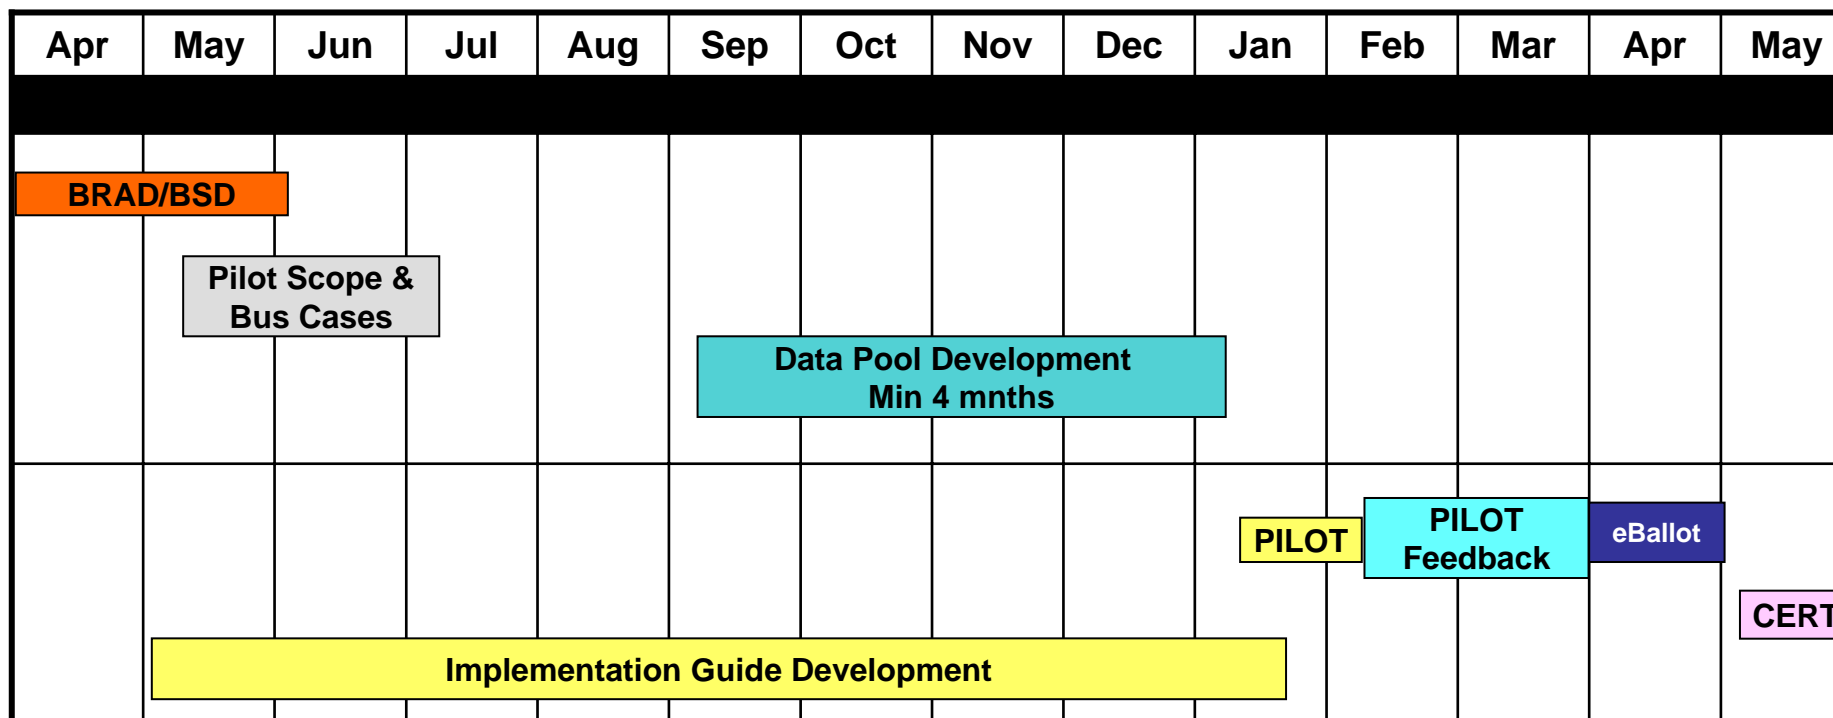 Apr May Jun Jul Aug Sep Oct Nov Dec Jan Feb Mar Apr May
BRAD/BSD
Pilot Scope &
Bus Cases
Data Pool Development
Min 4 mnths
PILOT
PILOT
Feedback
eBallot
CERT
Implementation Guide Development